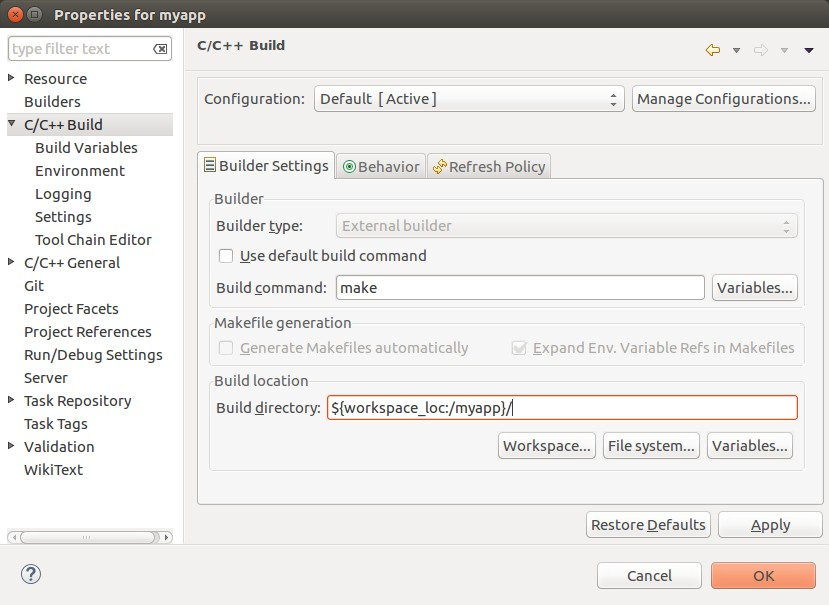 Properties for myapp
type filter text
Resource
Builders
C/C++ Build
Build Variables
Environment
Logging
Settings
Tool Chain Editor
C/C++ General
Git
Project Facets
Project References
Run/Debug Settings
Server
Task Repository
Task Tags
Validation
WikiText
C/C++ Build
Configuration: Default [Active] Manage Configurations...
Builder Settings Behavior Refresh Policy
Builder
Builder type: External builder
Use default build command
Build command: make Variables...
Makefile generation
Generate Makefiles automatically Expand Env. Variable Refs in Makefiles
Build location
Build directory: ${workspace_loc:/myapp}/
Workspace... File system... Variables...
Restore Defaults Apply
? Cancel OK